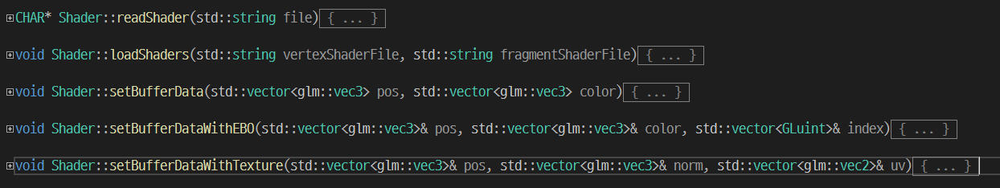 CHAR* Shader::readShader(std::string file){ ... }
void Shader::loadShaders(std::string vertexShaderFile, std::string fragmentShaderFile){ ... }
void Shader::setBufferData(std::vector<glm::vec3> pos, std::vector<glm::vec3> color){ ... }
void Shader::setBufferDataWithEBO(std::vector<glm::vec3>& pos, std::vector<glm::vec3>& color, std::vector<GLuint>& index){ ... }
void Shader::setBufferDataWithTexture(std::vector<glm::vec3>& pos, std::vector<glm::vec3>& norm, std::vector<glm::vec2>& uv){ ... }